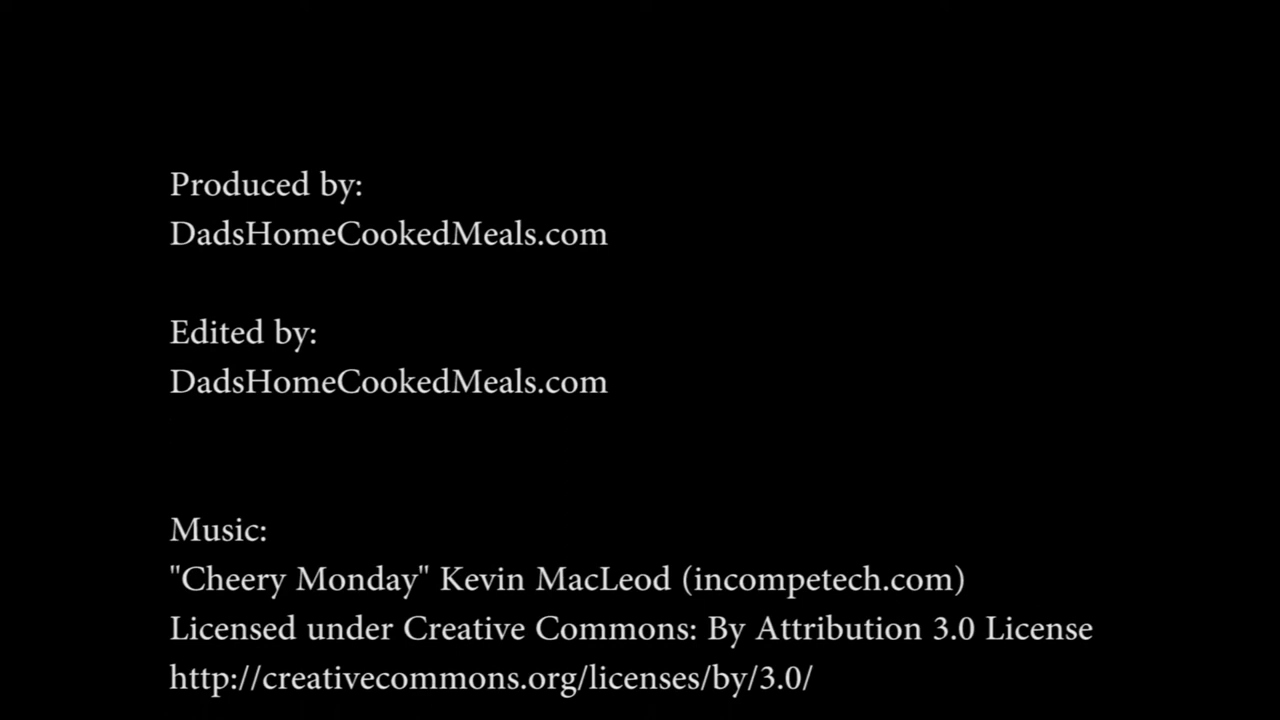 Produced by:
DadsHomeCookedMeals.com
Edited by:
DadsHomeCookedMeals.com
Music:
"Cheery Monday" Kevin MacLeod (incompetech.com)
Licensed under Creative Commons: By Attribution 3.0 License
http://creativecommons.org/licenses/by/3.0/